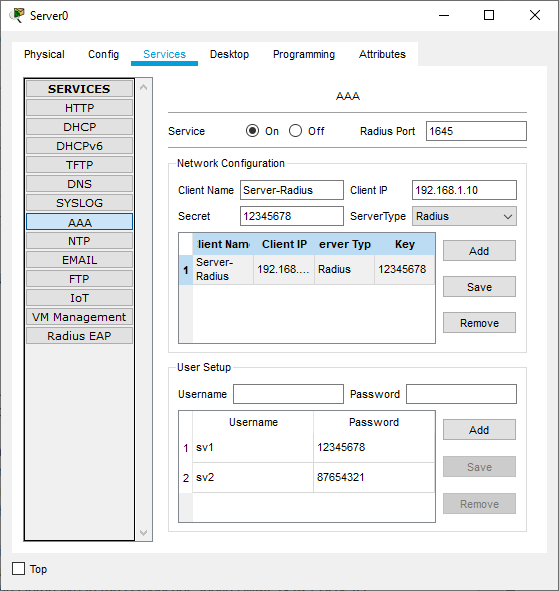 Server0
Physical Config Services Desktop Programming Attributes
SERVICES
HTTP
DHCP
DHCPv6
TFTP
DNS
SYSLOG
AAA
NTP
EMAIL
FTP
IoT
VM Management
Radius EAP
AAA
Service On Off Radius Port 1645
Network Configuration
Client Name Server-Radius Client IP 192.168.1.10
Secret 12345678 ServerType Radius
lient Name Client IP erver Typ Key
1 Server-Radius 192.168.... Radius 12345678
Add
Save
Remove
User Setup
Username Password
Username Password
1 sv1 12345678
2 sv2 87654321
Add
Save
Remove
Top